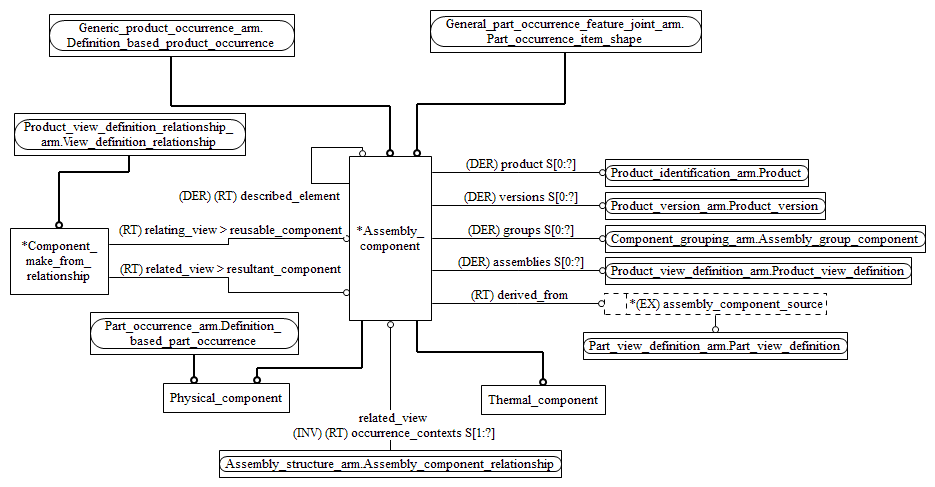 Generic_product_occurrence_arm.
Definition_based_product_occurrence
General_part_occurrence_feature_joint_arm.
Part_occurrence_item_shape
Product_view_definition_relationship_
arm.View_definition_relationship
(DER) (RT) described_element
*Assembly_
component
(DER) product S[0:?]
Product_identification_arm.Product
(DER) versions S[0:?]
Product_version_arm.Product_version
(RT) relating_view > reusable_component
(DER) groups S[0:?]
Component_grouping_arm.Assembly_group_component
*Component_
make_from_
relationship
(RT) related_view > resultant_component
(DER) assemblies S[0:?]
Product_view_definition_arm.Product_view_definition
(RT) derived_from
*(EX) assembly_component_source
Part_view_definition_arm.Part_view_definition
Part_occurrence_arm.Definition_
based_part_occurrence
Physical_component
Thermal_component
related_view
(INV) (RT) occurrence_contexts S[1:?]
Assembly_structure_arm.Assembly_component_relationship